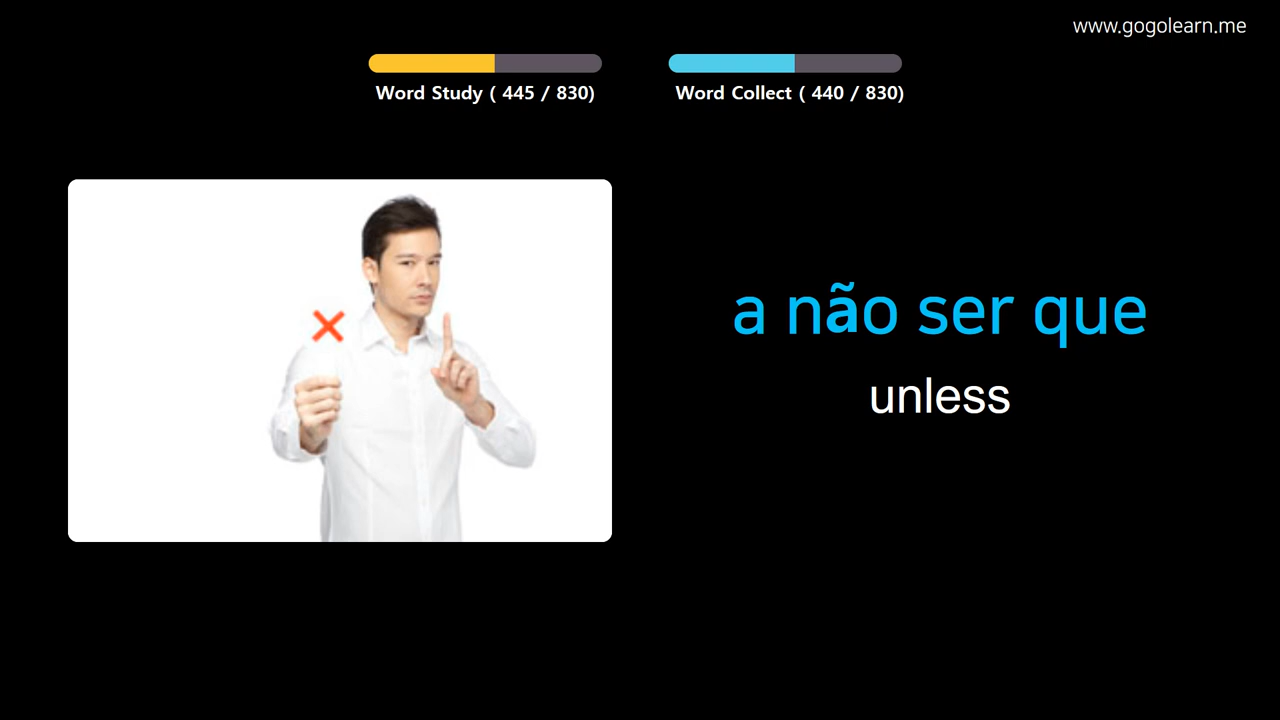 www.gogolearn.me
Word Study ( 445 / 830)
Word Collect ( 440 / 830)
a não ser que
unless